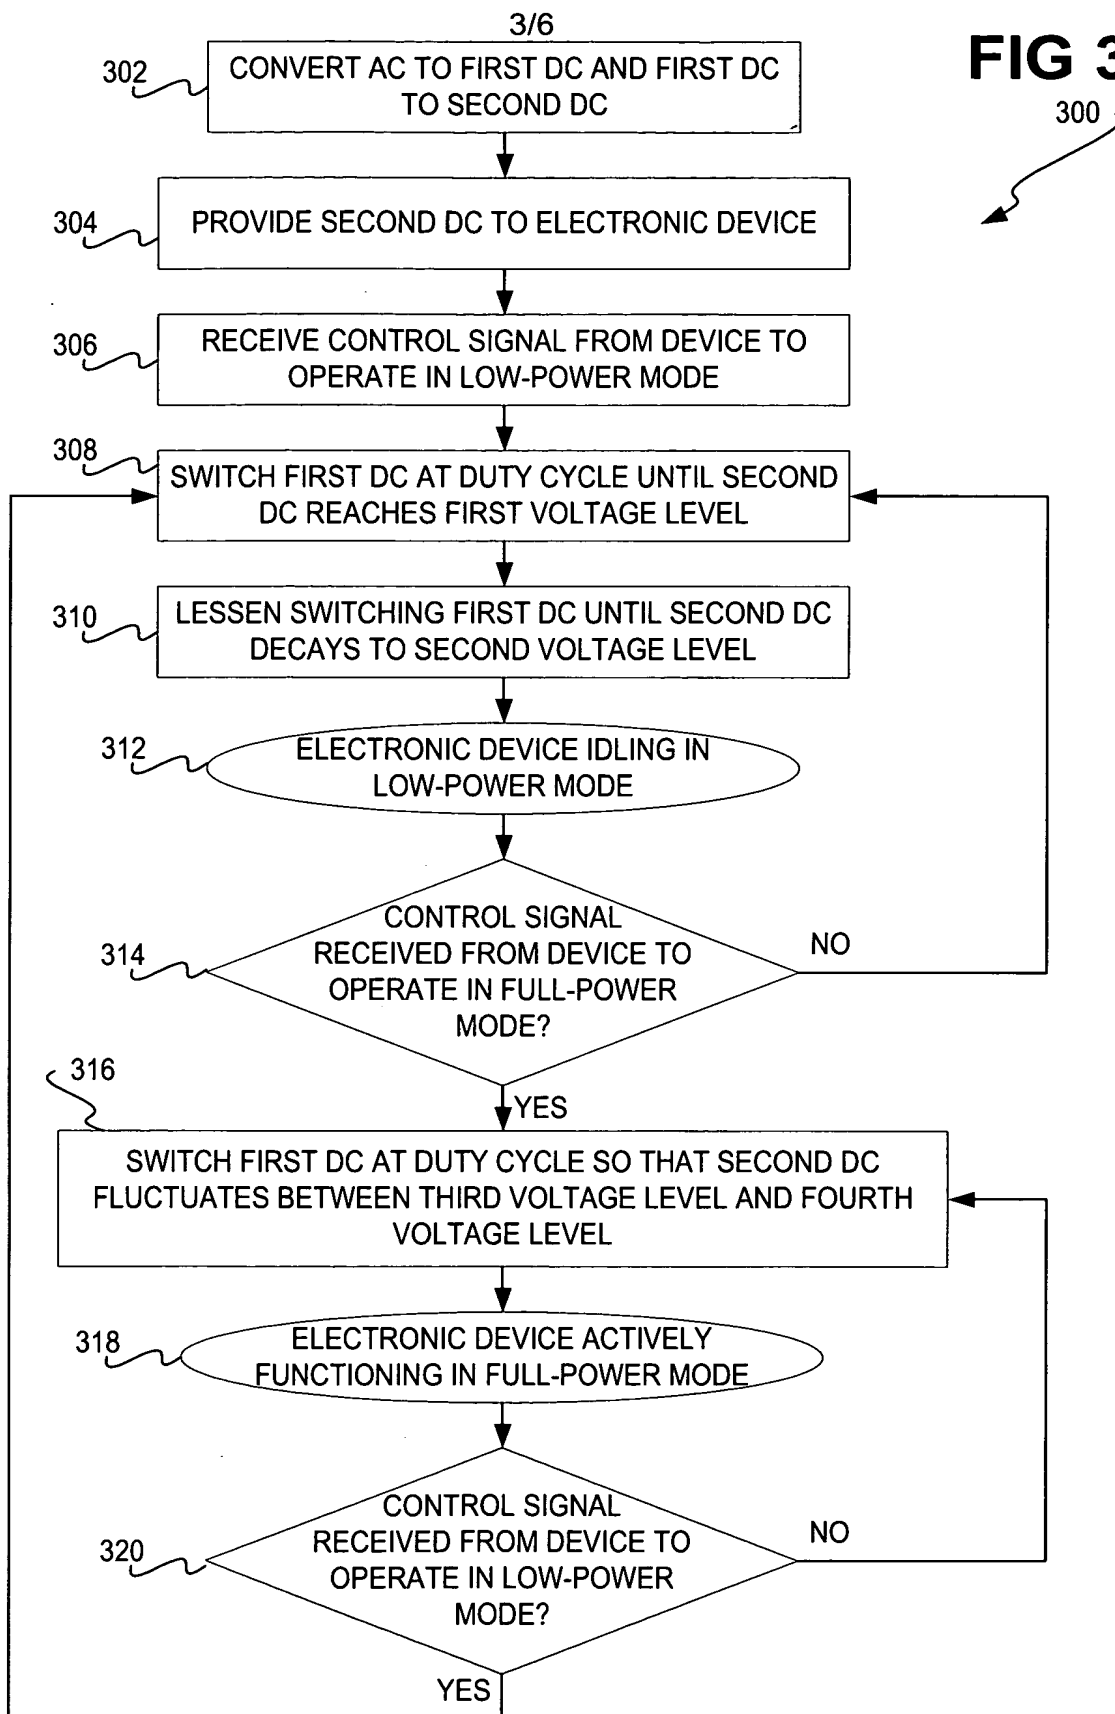 3/6
FIG 3
300
302
CONVERT AC TO FIRST DC AND FIRST DC
TO SECOND DC
304
PROVIDE SECOND DC TO ELECTRONIC DEVICE
306
RECEIVE CONTROL SIGNAL FROM DEVICE TO
OPERATE IN LOW-POWER MODE
308
SWITCH FIRST DC AT DUTY CYCLE UNTIL SECOND
DC REACHES FIRST VOLTAGE LEVEL
310
LESSEN SWITCHING FIRST DC UNTIL SECOND DC
DECAYS TO SECOND VOLTAGE LEVEL
312
ELECTRONIC DEVICE IDLING IN
LOW-POWER MODE
314
CONTROL SIGNAL
RECEIVED FROM DEVICE TO
OPERATE IN FULL-POWER
MODE?
NO
YES
316
SWITCH FIRST DC AT DUTY CYCLE SO THAT SECOND DC
FLUCTUATES BETWEEN THIRD VOLTAGE LEVEL AND FOURTH
VOLTAGE LEVEL
318
ELECTRONIC DEVICE ACTIVELY
FUNCTIONING IN FULL-POWER MODE
320
CONTROL SIGNAL
RECEIVED FROM DEVICE TO
OPERATE IN LOW-POWER
MODE?
NO
YES